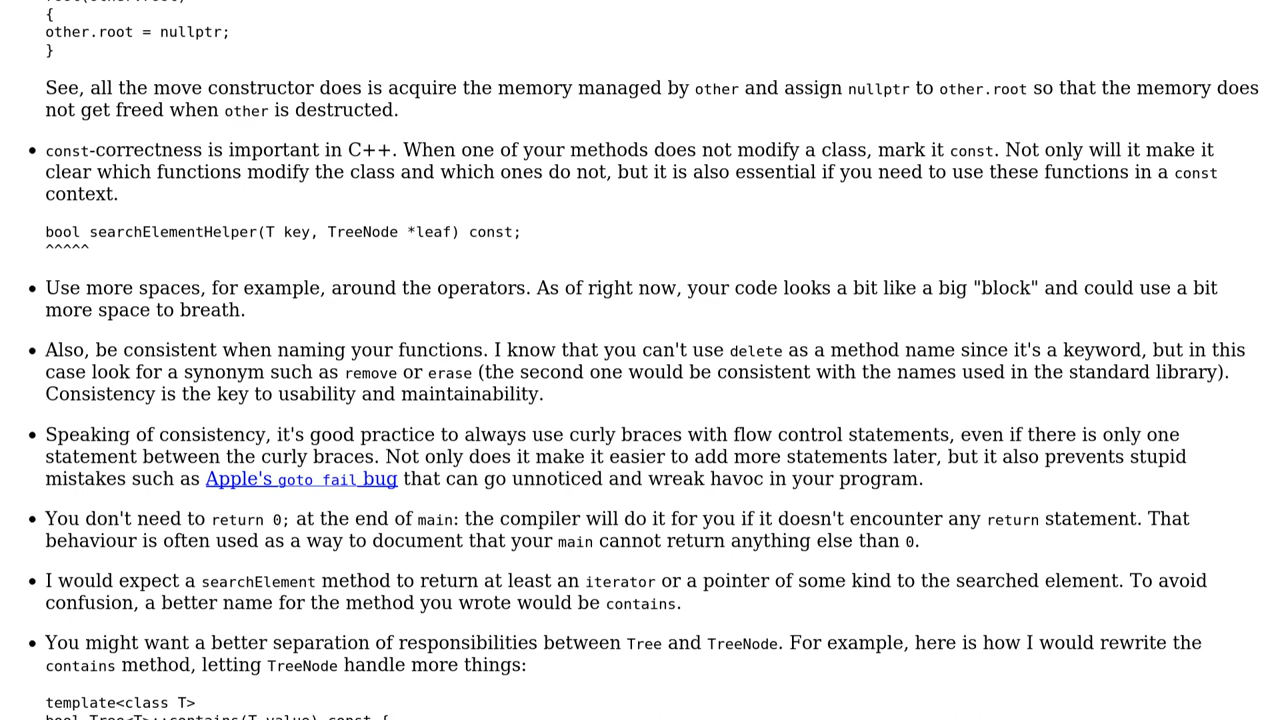 {
other.root = nullptr;
}
See, all the move constructor does is acquire the memory managed by other and assign nullptr to other.root so that the memory does
not get freed when other is destructed.
• const-correctness is important in C++. When one of your methods does not modify a class, mark it const. Not only will it make it
clear which functions modify the class and which ones do not, but it is also essential if you need to use these functions in a const
context.
bool searchElementHelper(T key, TreeNode *leaf) const;
^^^^^
• Use more spaces, for example, around the operators. As of right now, your code looks a bit like a big "block" and could use a bit
more space to breath.
• Also, be consistent when naming your functions. I know that you can't use delete as a method name since it's a keyword, but in this
case look for a synonym such as remove or erase (the second one would be consistent with the names used in the standard library).
Consistency is the key to usability and maintainability.
• Speaking of consistency, it's good practice to always use curly braces with flow control statements, even if there is only one
statement between the curly braces. Not only does it make it easier to add more statements later, but it also prevents stupid
mistakes such as Apple's goto fail bug that can go unnoticed and wreak havoc in your program.
• You don't need to return 0; at the end of main: the compiler will do it for you if it doesn't encounter any return statement. That
behaviour is often used as a way to document that your main cannot return anything else than 0.
• I would expect a searchElement method to return at least an iterator or a pointer of some kind to the searched element. To avoid
confusion, a better name for the method you wrote would be contains.
• You might want a better separation of responsibilities between Tree and TreeNode. For example, here is how I would rewrite the
contains method, letting TreeNode handle more things:
template<class T>
bool Tree<T>::contains(T value) const {